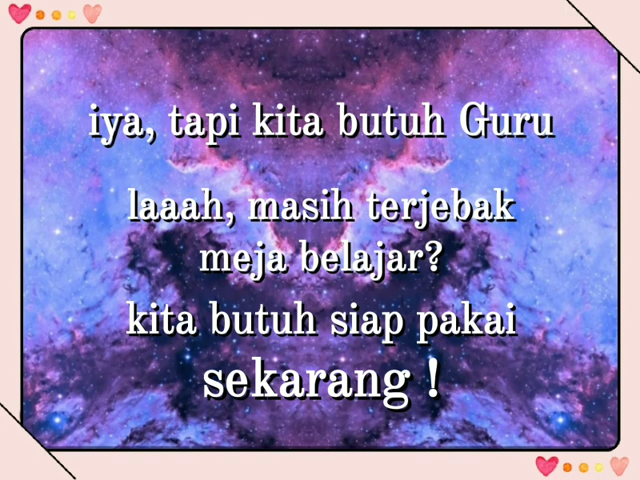 iya, tapi kita butuh Guru
laaah, masih terjebak
meja belajar?
kita butuh siap pakai
sekarang !